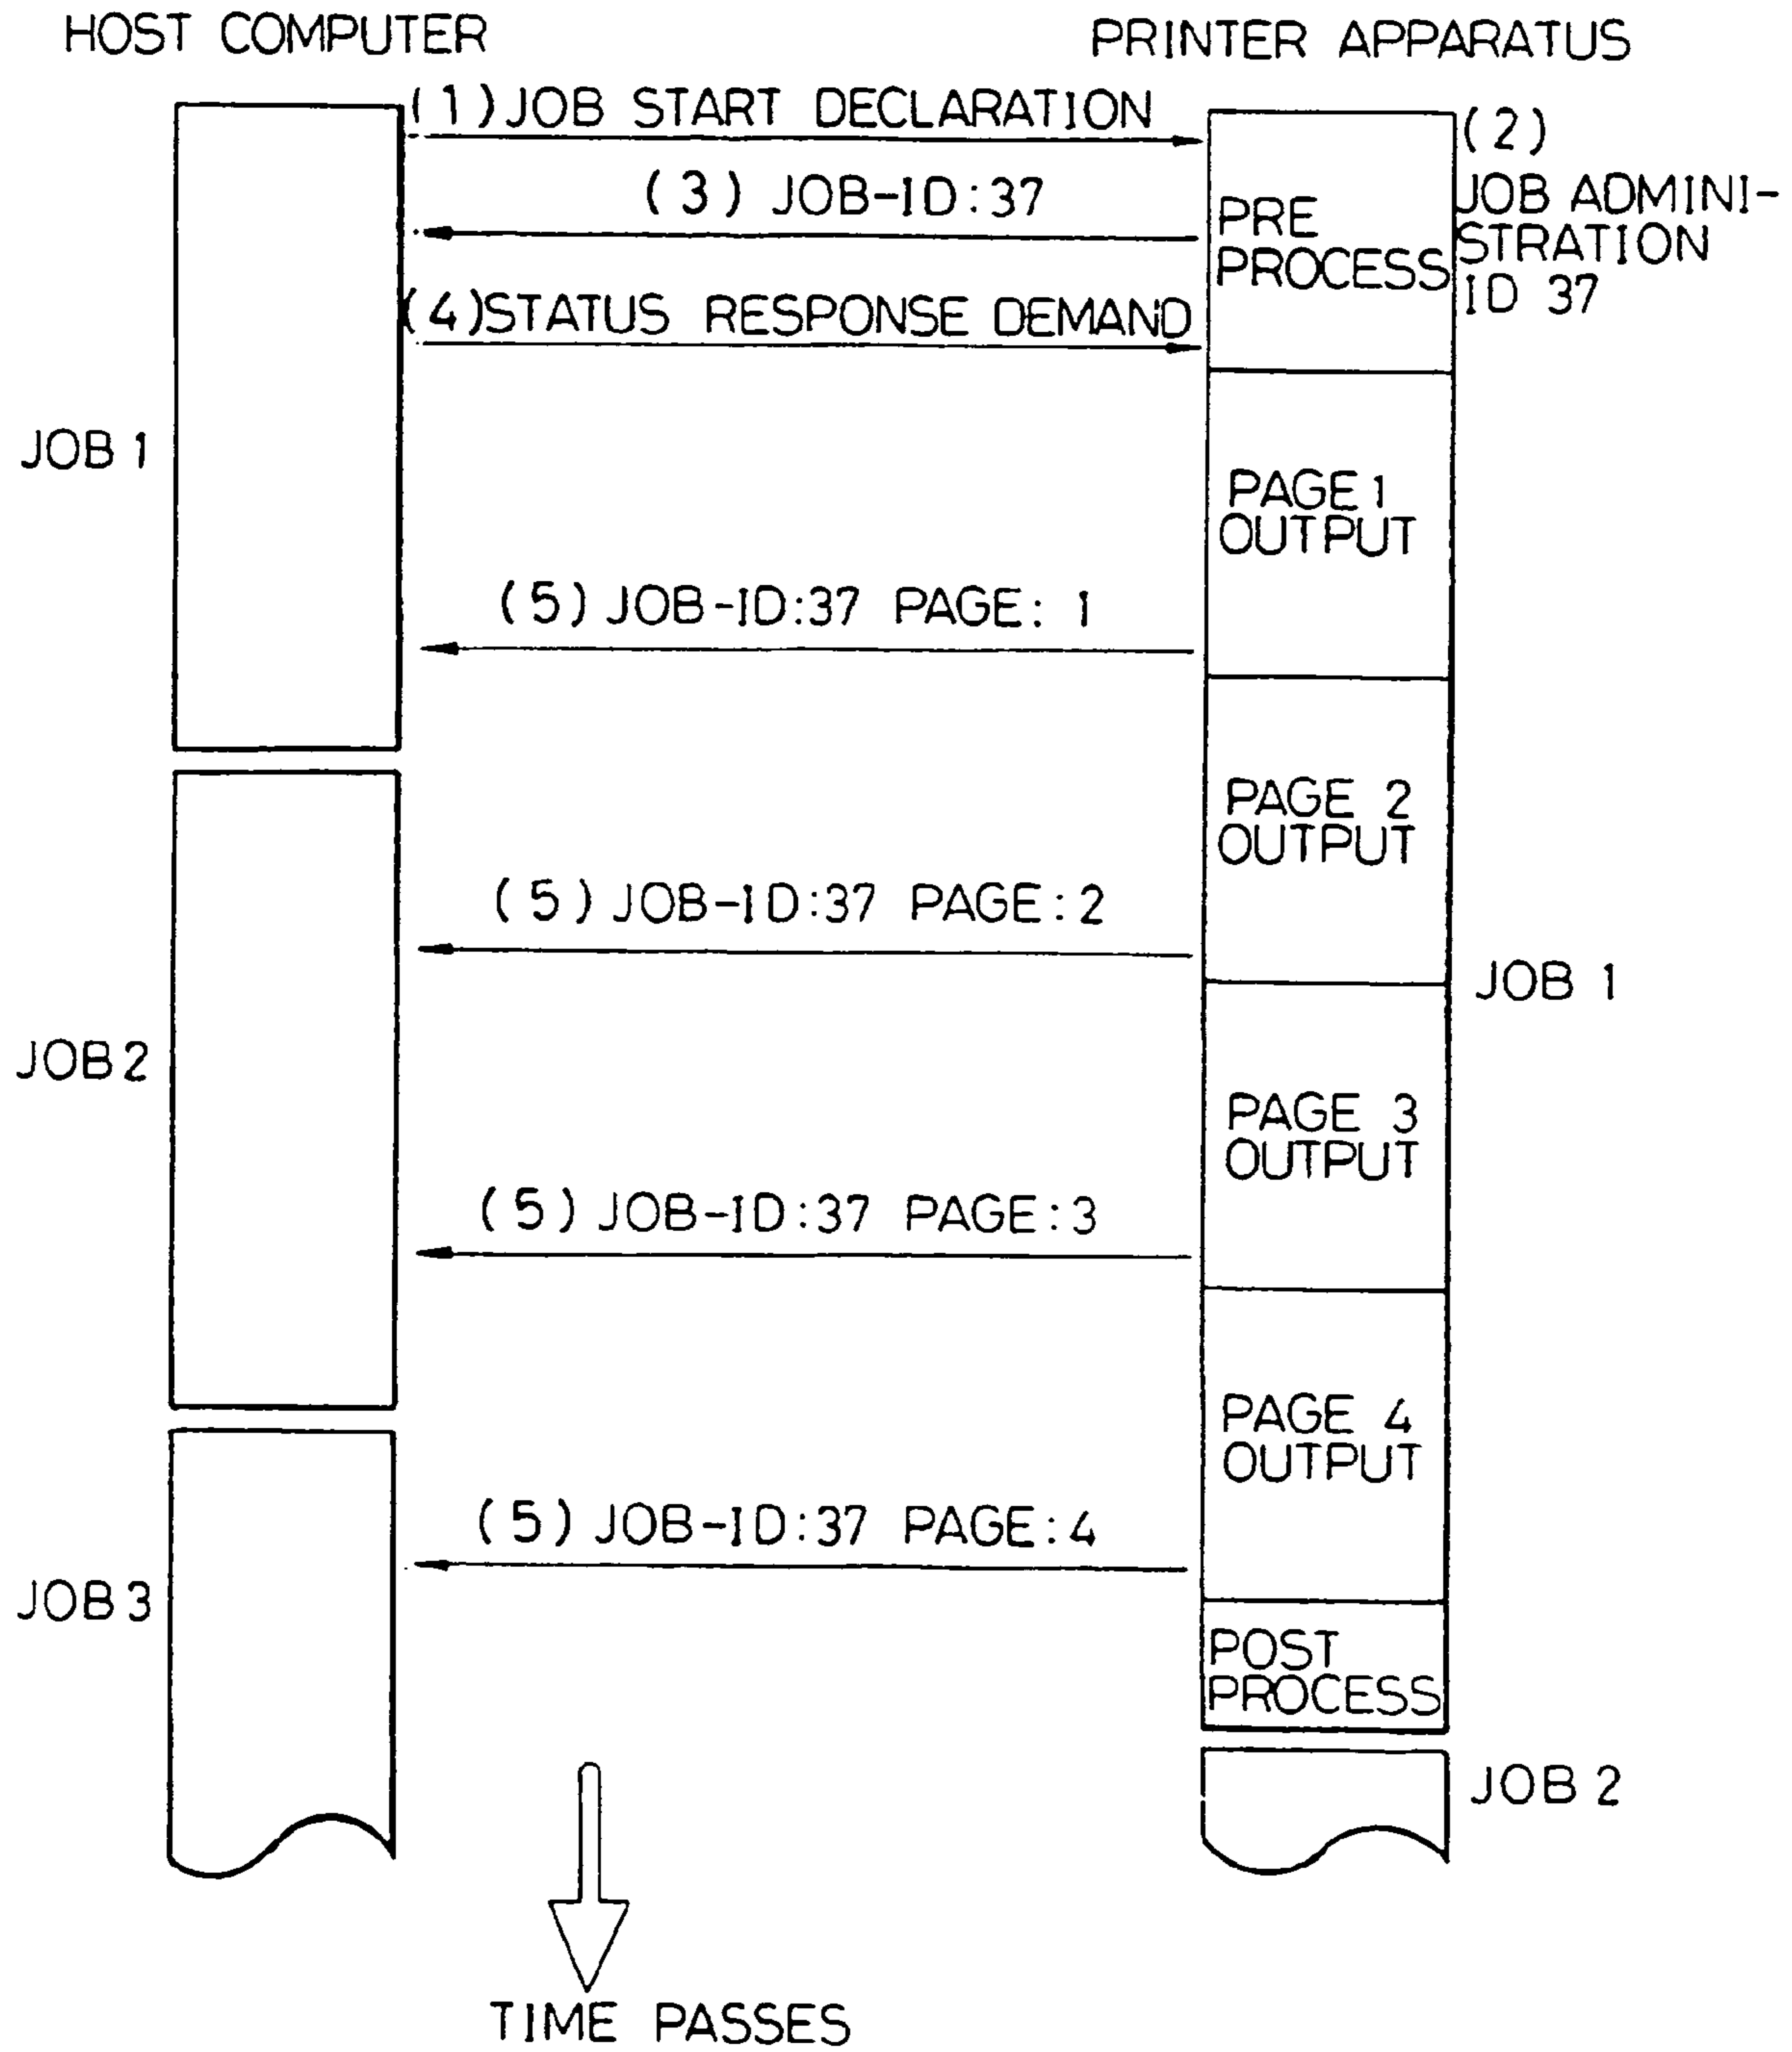 HOST COMPUTER
PRINTER APPARATUS
(1) JOB START DECLARATION
(2)
JOB ADMINI-
STRATION
ID 37
(3) JOB-ID:37
PRE
PROCESS
(4) STATUS RESPONSE DEMAND
JOB 1
PAGE 1
OUTPUT
(5) JOB-ID:37 PAGE: 1
PAGE 2
OUTPUT
(5) JOB-ID:37 PAGE:2
JOB 1
JOB 2
PAGE 3
OUTPUT
(5) JOB-ID:37 PAGE:3
PAGE 4
OUTPUT
(5) JOB-ID:37 PAGE:4
JOB 3
POST
PROCESS
JOB 2
TIME PASSES